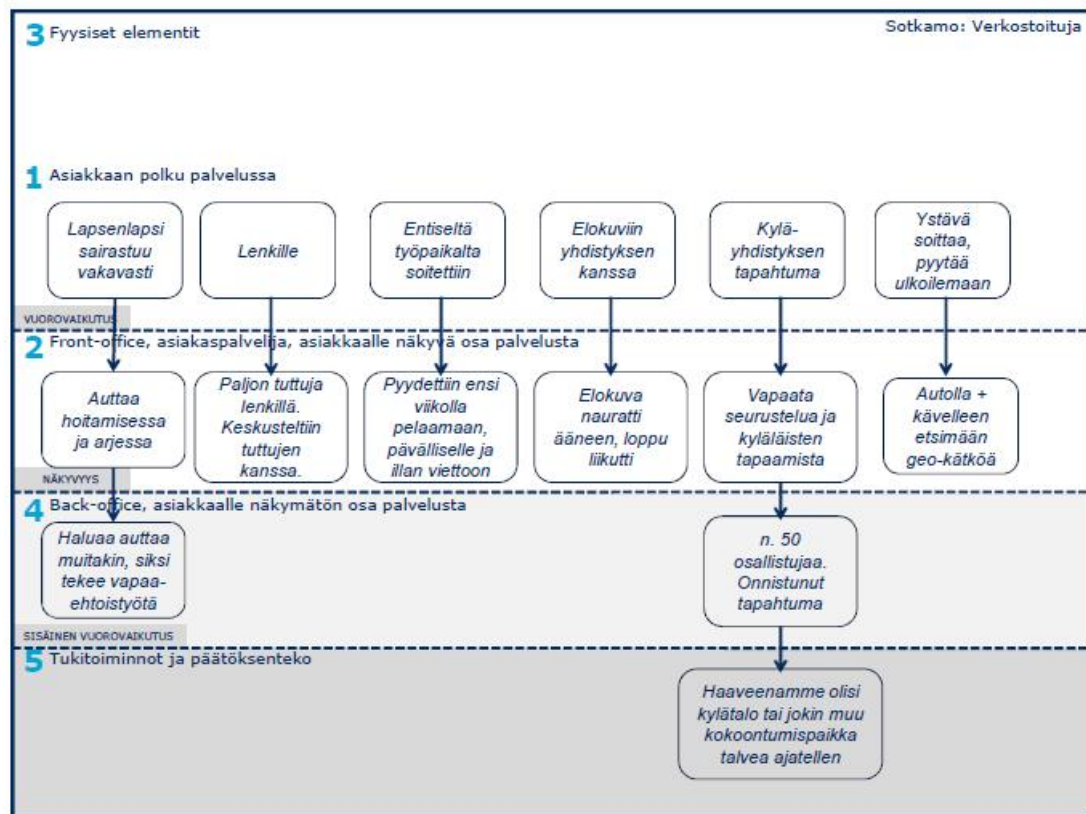 3 Fyysiset elementit
Sotkamo: Verkostoituja
1 Asiakkaan polku palvelussa
Lapsenlapsi
sairastuu
vakavasti
Lenkille
Entiseltä
työpaikalta
soitettiin
Elokuviin
yhdistyksen
kanssa
Kylä-
yhdistyksen
tapahtuma
Ystävä
soittaa,
pyytää
ulkoilemaan
VUOROVAIKUTUS
2 Front-office, asiakaspalvelija, asiakkaalle näkyvä osa palvelusta
Auttaa
hoitamisessa
ja arjessa
Paljon tuttuja
lenkillä.
Keskusteltiin
tuttujen
kanssa.
Pyydettiin ensi
viikolla
pelaamaan,
pävälliselle ja
illan viettoon
Elokuva
nauratti
ääneen, loppu
liikutti
Vapaata
seurustelua ja
kyläläisten
tapaamista
Autolla +
kävelleen
etsimään
geo-kätköä
NÄKYVYYS
4 Back-office, asiakkaalle näkymätön osa palvelusta
Haluaa auttaa
muitakin, siksi
tekee vapaa-
ehtoistyötä
n. 50
osallistujaa.
Onnistunut
tapahtuma
SISÄINEN VUOROVAIKUTUS
5 Tukitoiminnot ja päätöksenteko
Haaveenamme olisi
kylätalo tai jokin muu
kokoontumispaikka
talvea ajatellen